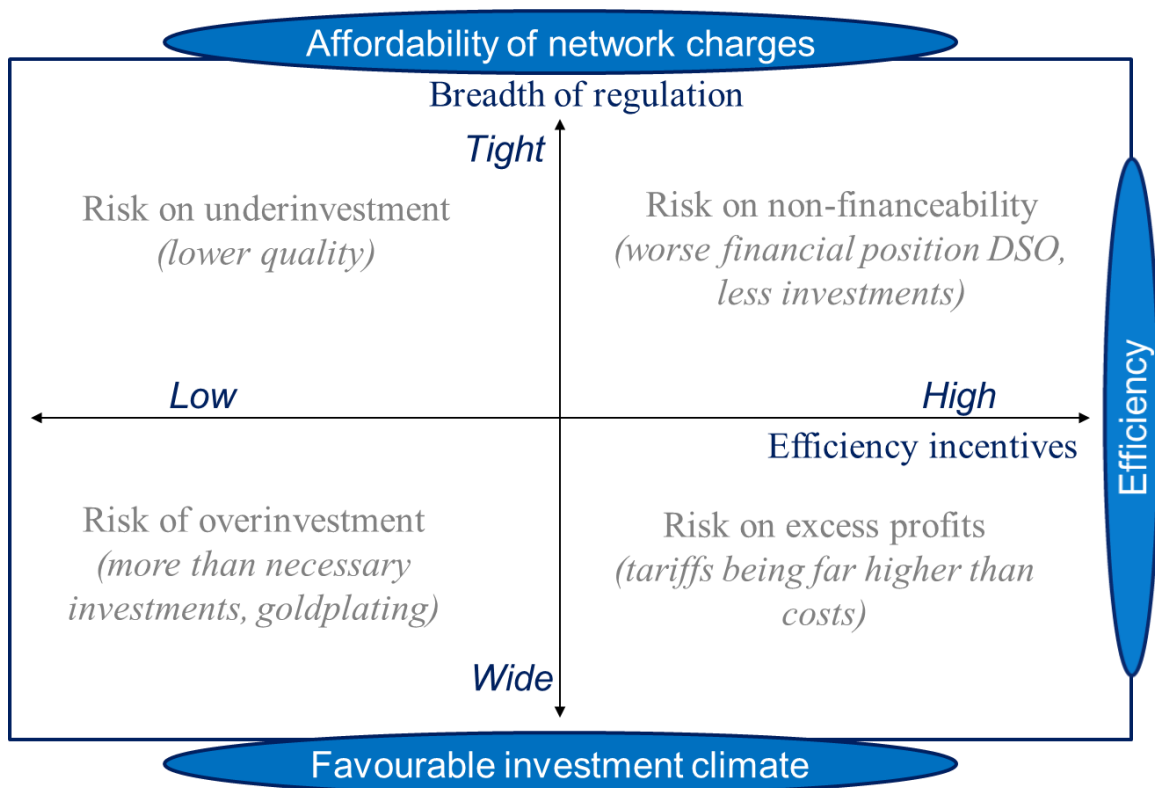 Affordability of network charges
Breadth of regulation
Tight
Risk on underinvestment
(lower quality)
Risk on non-financeability
(worse financial position DSO,
less investments)
Low
High
Efficiency incentives
Efficiency
Risk of overinvestment
(more than necessary
investments, goldplating)
Risk on excess profits
(tariffs being far higher than
costs)
Wide
Favourable investment climate